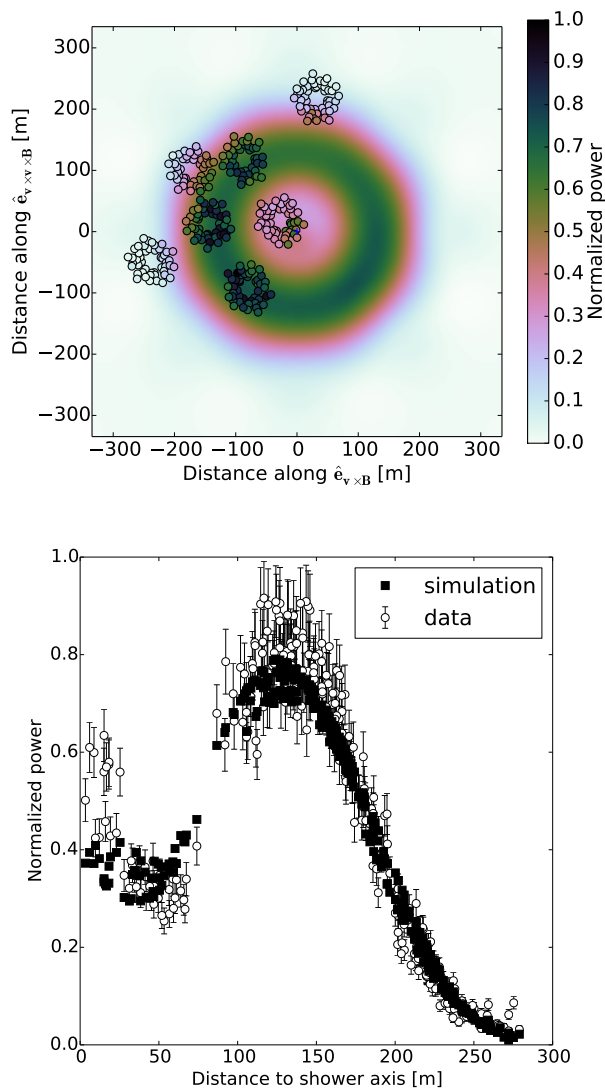 300
200
100
0
−100
−200
−300
Distance along ê_{v×v×B} [m]
−300 −200 −100 0 100 200 300
Distance along ê_{v×B} [m]
1.0
0.9
0.8
0.7
0.6
0.5
0.4
0.3
0.2
0.1
0.0
Normalized power
1.0
0.8
0.6
0.4
0.2
0.0
Normalized power
simulation
data
0 50 100 150 200 250 300
Distance to shower axis [m]